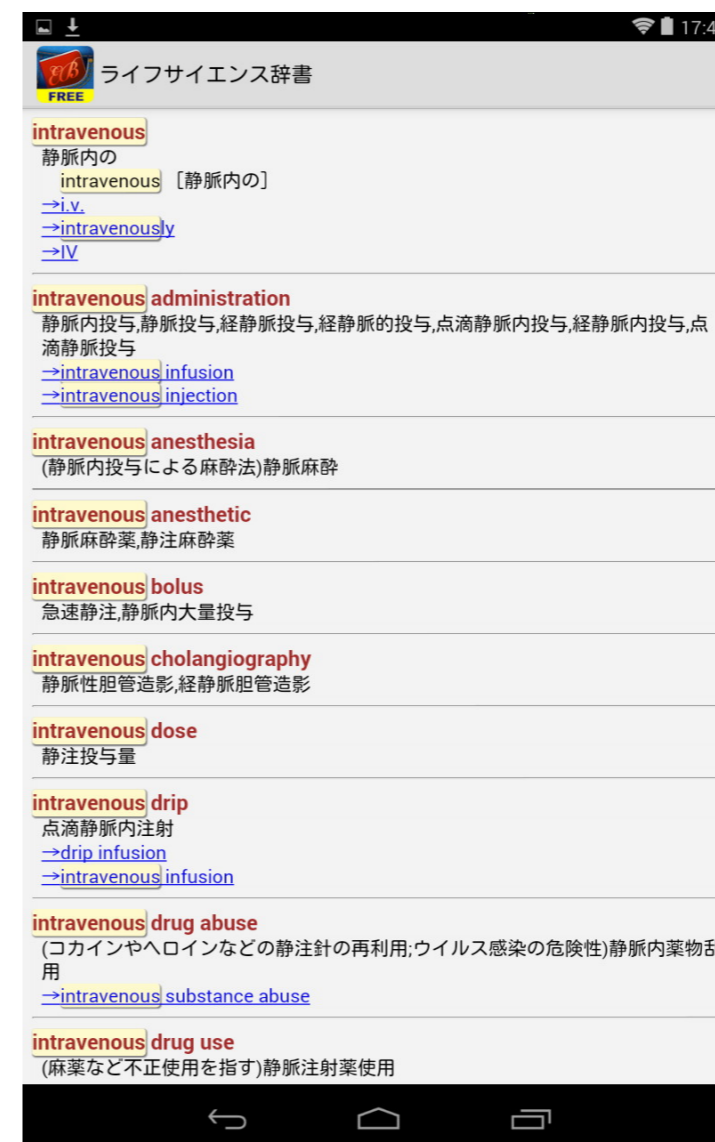 17:4
FREE
ライフサイエンス辞書
intravenous
静脈内の
intravenous [静脈内の]
→i.v.
→intravenously
→IV
intravenous administration
静脈内投与,静脈投与,経静脈投与,経静脈的投与,点滴静脈内投与,経静脈内投与,点
滴静脈投与
→intravenous infusion
→intravenous injection
intravenous anesthesia
(静脈内投与による麻酔法)静脈麻酔
intravenous anesthetic
静脈麻酔薬,静注麻酔薬
intravenous bolus
急速静注,静脈内大量投与
intravenous cholangiography
静脈性胆管造影,経静脈胆管造影
intravenous dose
静注投与量
intravenous drip
点滴静脈内注射
→drip infusion
→intravenous infusion
intravenous drug abuse
(コカインやヘロインなどの静注針の再利用;ウイルス感染の危険性)静脈内薬物乱
用
→intravenous substance abuse
intravenous drug use
(麻薬など不正使用を指す)静脈注射薬使用